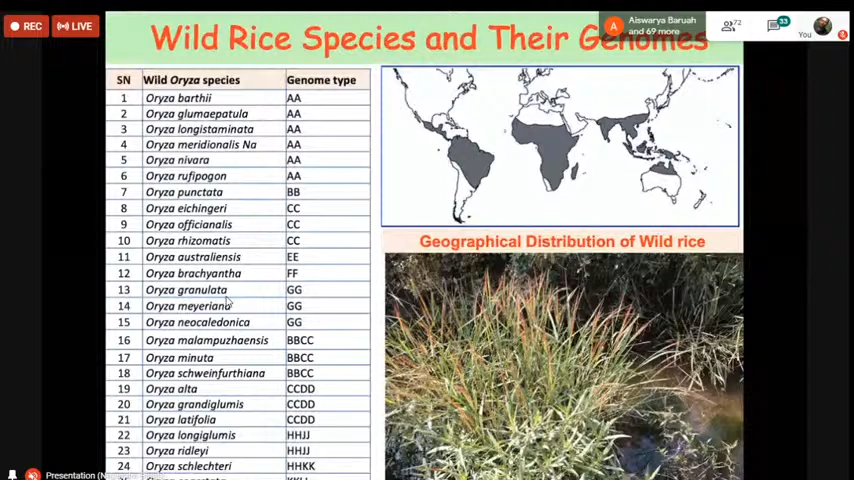 REC
LIVE
Aiswarya Baruah
and 69 more
72
33
You
A
Wild Rice Species and Their Genomes
SN Wild Oryza species Genome type
1 Oryza barthii AA
2 Oryza glumaepatula AA
3 Oryza longistaminata AA
4 Oryza meridionalis Na AA
5 Oryza nivara AA
6 Oryza rufipogon AA
7 Oryza punctata BB
8 Oryza eichingeri CC
9 Oryza officianalis CC
10 Oryza rhizomatis CC
11 Oryza australiensis EE
12 Oryza brachyantha FF
13 Oryza granulata GG
14 Oryza meyeriana GG
15 Oryza neocaledonica GG
16 Oryza malampuzhaensis BBCC
17 Oryza minuta BBCC
18 Oryza schweinfurthiana BBCC
19 Oryza alta CCDD
20 Oryza grandiglumis CCDD
21 Oryza latifolia CCDD
22 Oryza longiglumis HHJJ
23 Oryza ridleyi HHJJ
24 Oryza schlechteri HHKK
Geographical Distribution of Wild rice
Presentation